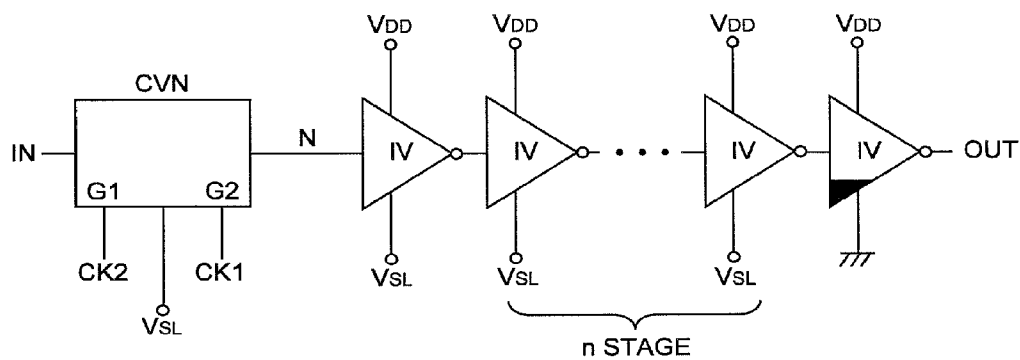 VDD VDD VDD VDD
CVN
IN N IV IV • • • IV IV OUT
G1 G2
CK2 CK1 VSL VSL VSL
VSL
n STAGE